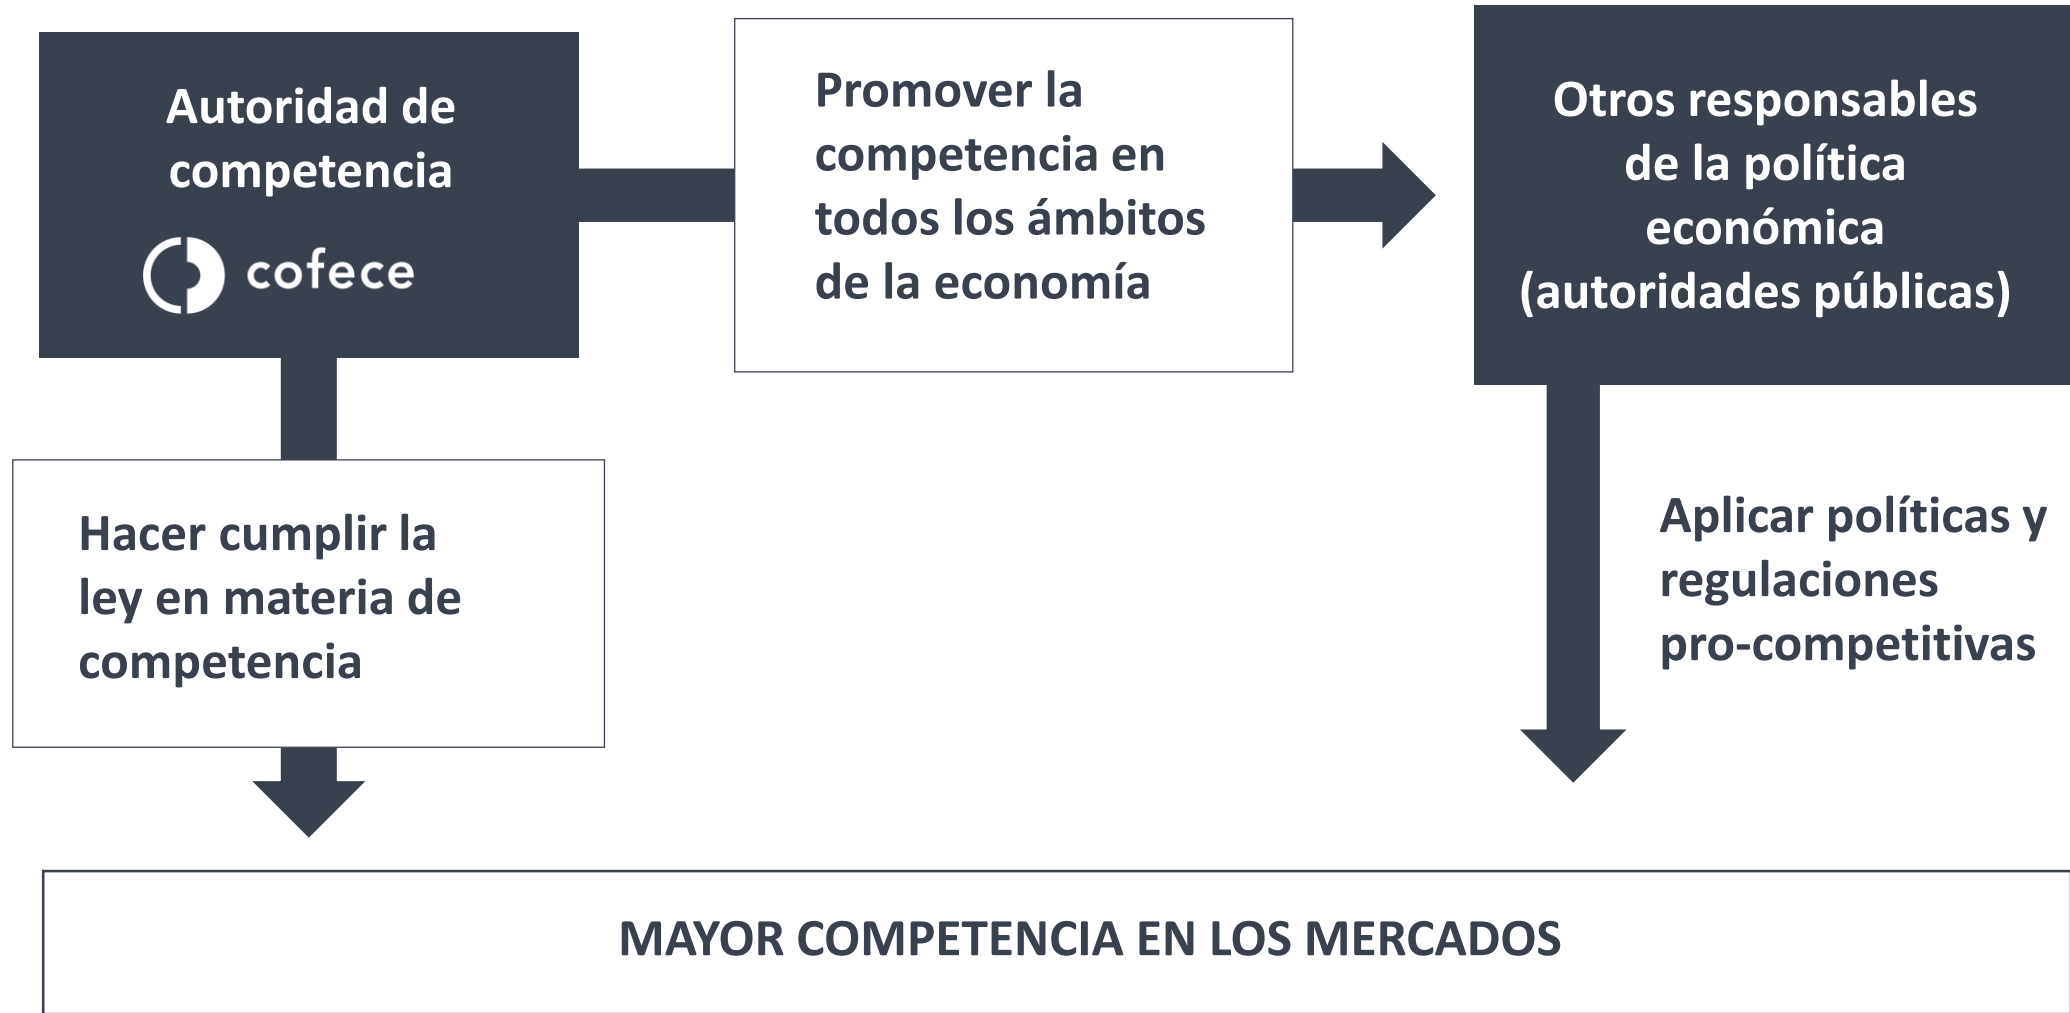 Autoridad de
competencia
cofece
Promover la
competencia en
todos los ámbitos
de la economía
Otros responsables
de la política
económica
(autoridades públicas)
Hacer cumplir la
ley en materia de
competencia
Aplicar políticas y
regulaciones
pro-competitivas
MAYOR COMPETENCIA EN LOS MERCADOS